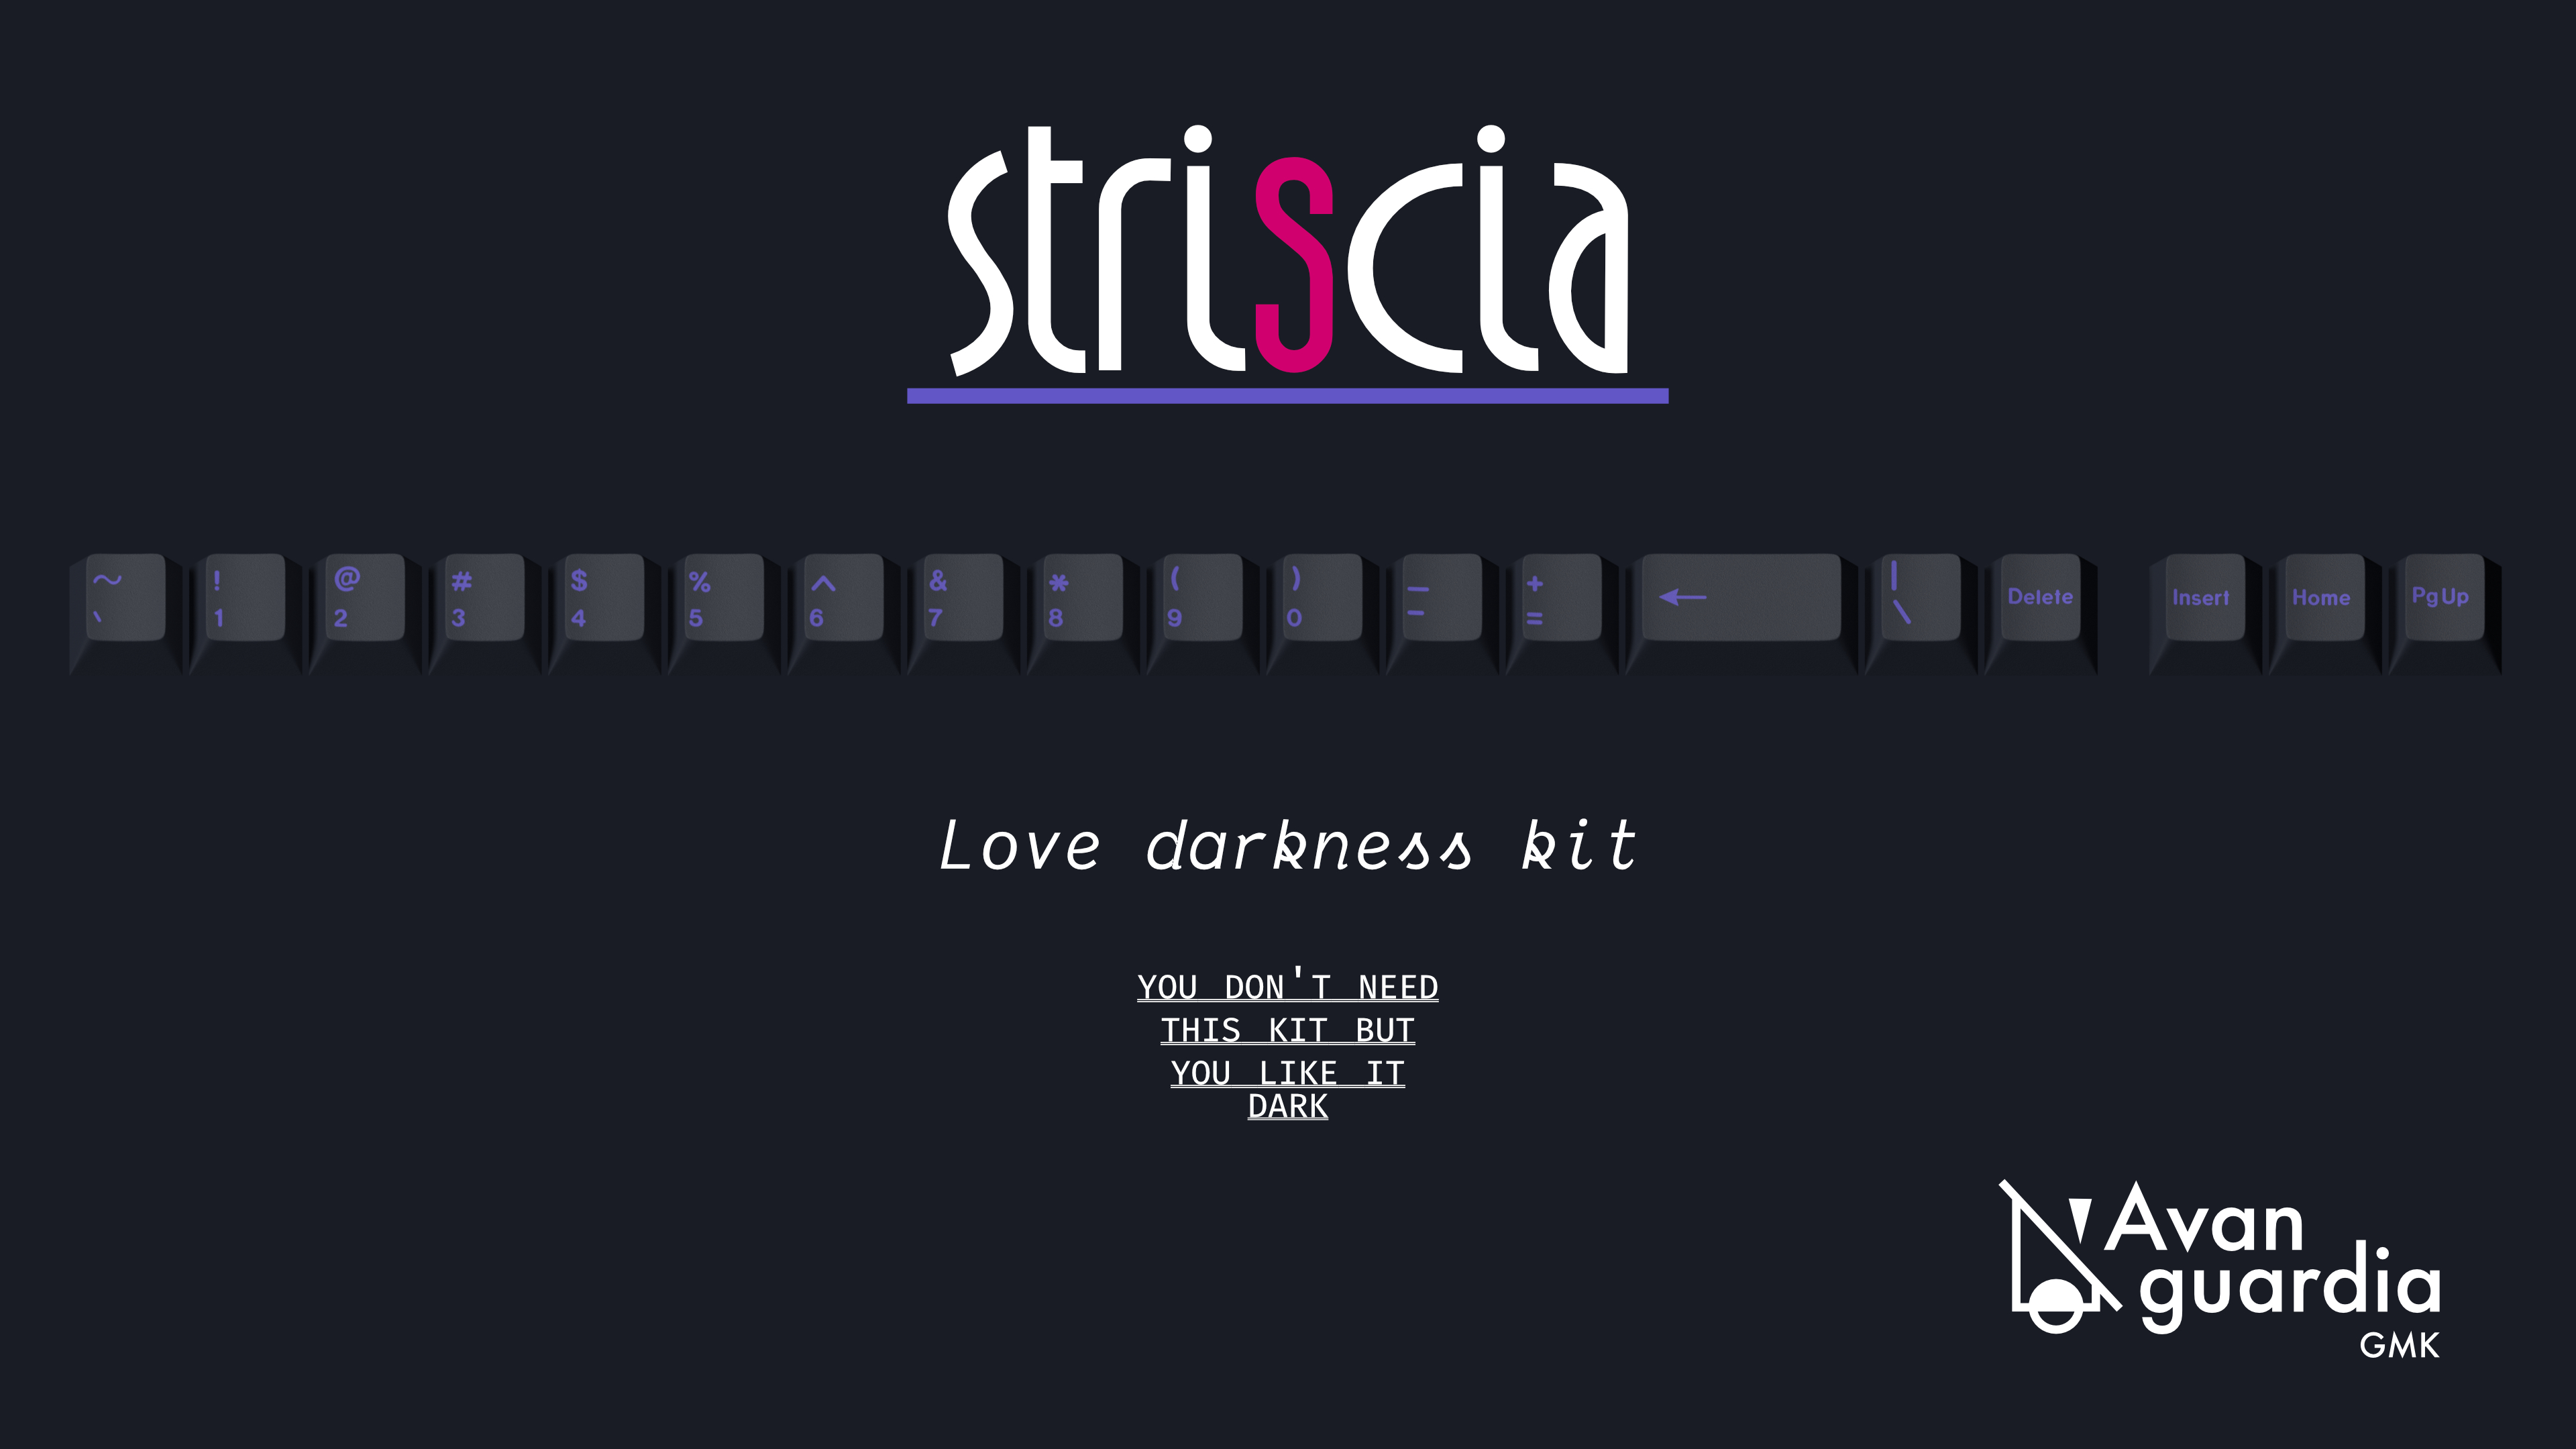 striscia
~ ! @ # $ % ^ & * ( ) _ + ← | Delete Insert Home PgUp
` 1 2 3 4 5 6 7 8 9 0 - = \
Love darkness kit
YOU DON'T NEED
THIS KIT BUT
YOU LIKE IT
DARK
Avan
guardia
GMK